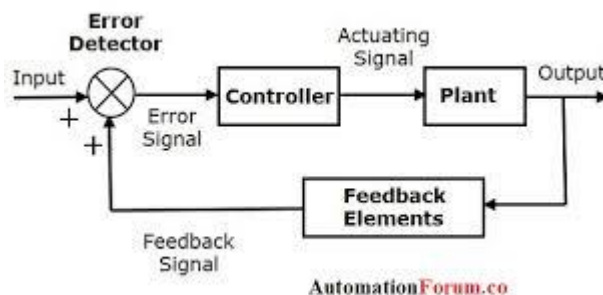 Error
Detector
Input
+
+
Error
Signal
Controller
Actuating
Signal
Plant
Output
Feedback
Elements
Feedback
Signal
AutomationForum.co